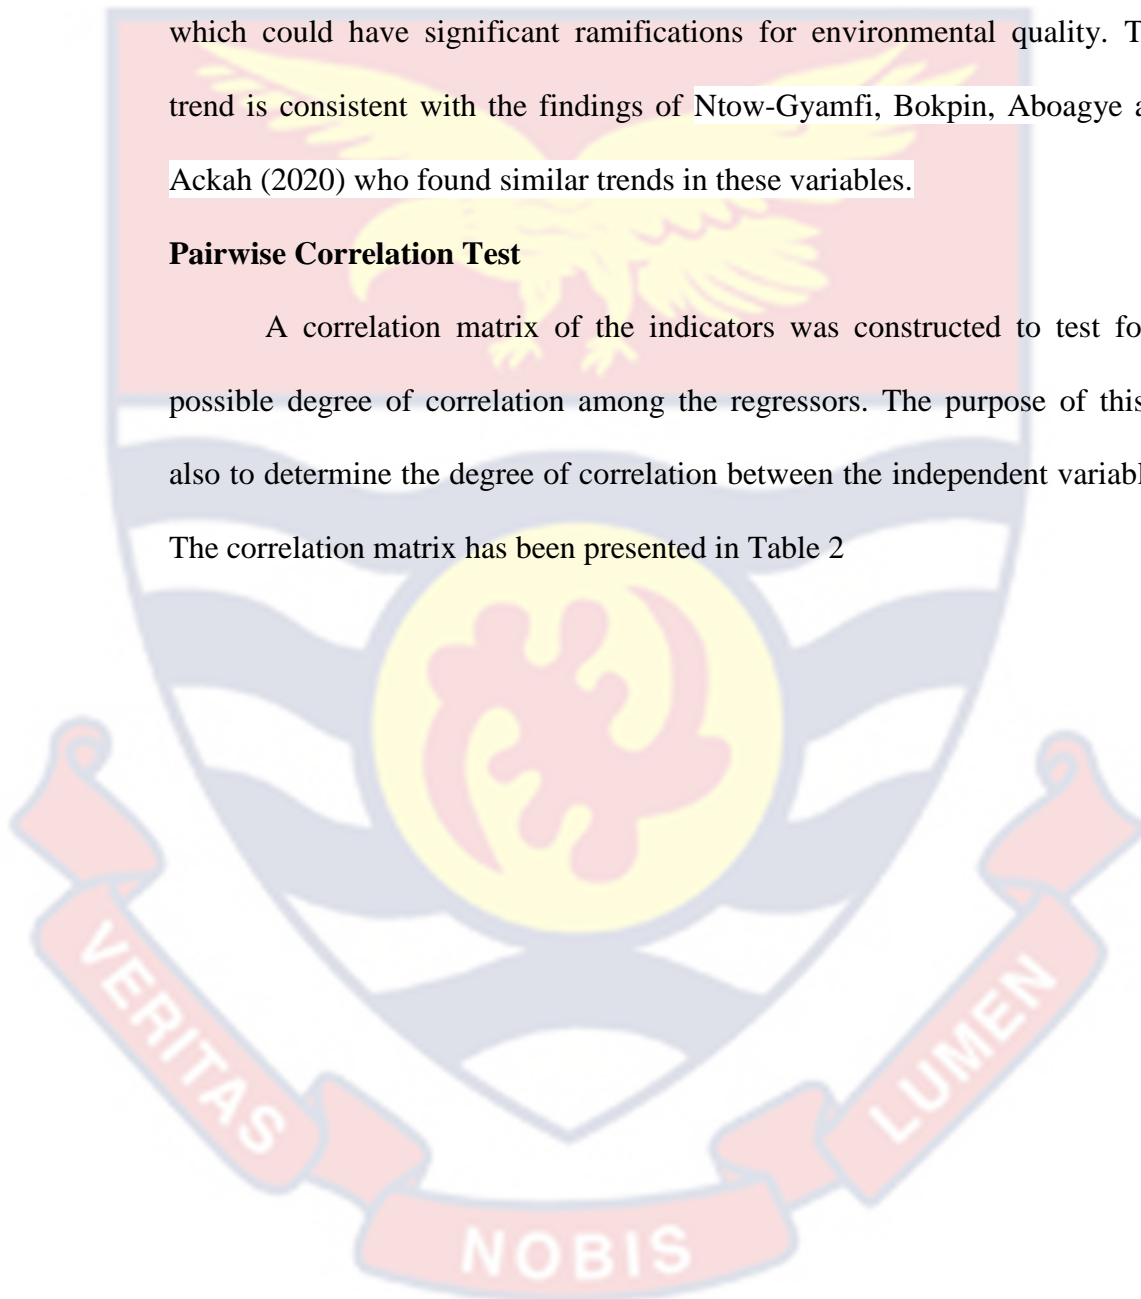 which could have significant ramifications for environmental quality. T
trend is consistent with the findings of Ntow-Gyamfi, Bokpin, Aboagye a
Ackah (2020) who found similar trends in these variables.
Pairwise Correlation Test
A correlation matrix of the indicators was constructed to test fo
possible degree of correlation among the regressors. The purpose of this
also to determine the degree of correlation between the independent variabl
The correlation matrix has been presented in Table 2
VERITAS
NOBIS
LUMEN